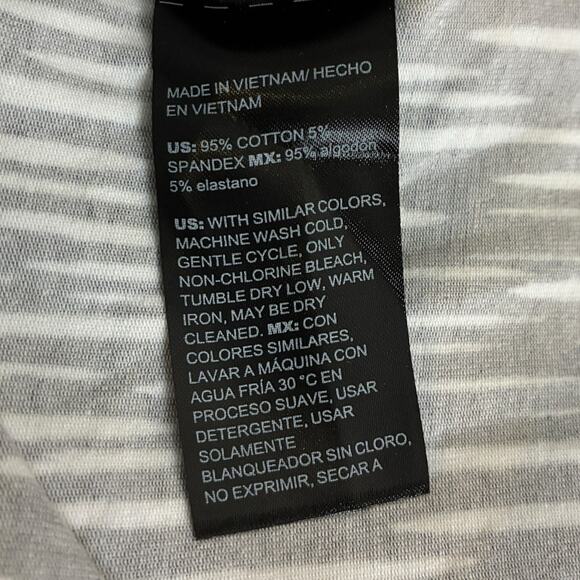 MADE IN VIETNAM/ HECHO
EN VIETNAM
US: 95% COTTON 5%
SPANDEX MX: 95% algodon
5% elastano
US: WITH SIMILAR COLORS,
MACHINE WASH COLD,
GENTLE CYCLE, ONLY
NON-CHLORINE BLEACH,
TUMBLE DRY LOW, WARM
IRON, MAY BE DRY
CLEANED. MX: CON
COLORES SIMILARES,
LAVAR A MÁQUINA CON
AGUA FRÍA 30 °C EN
PROCESO SUAVE, USAR
DETERGENTE, USAR
SOLAMENTE
BLANQUEADOR SIN CLORO,
NO EXPRIMIR, SECAR A